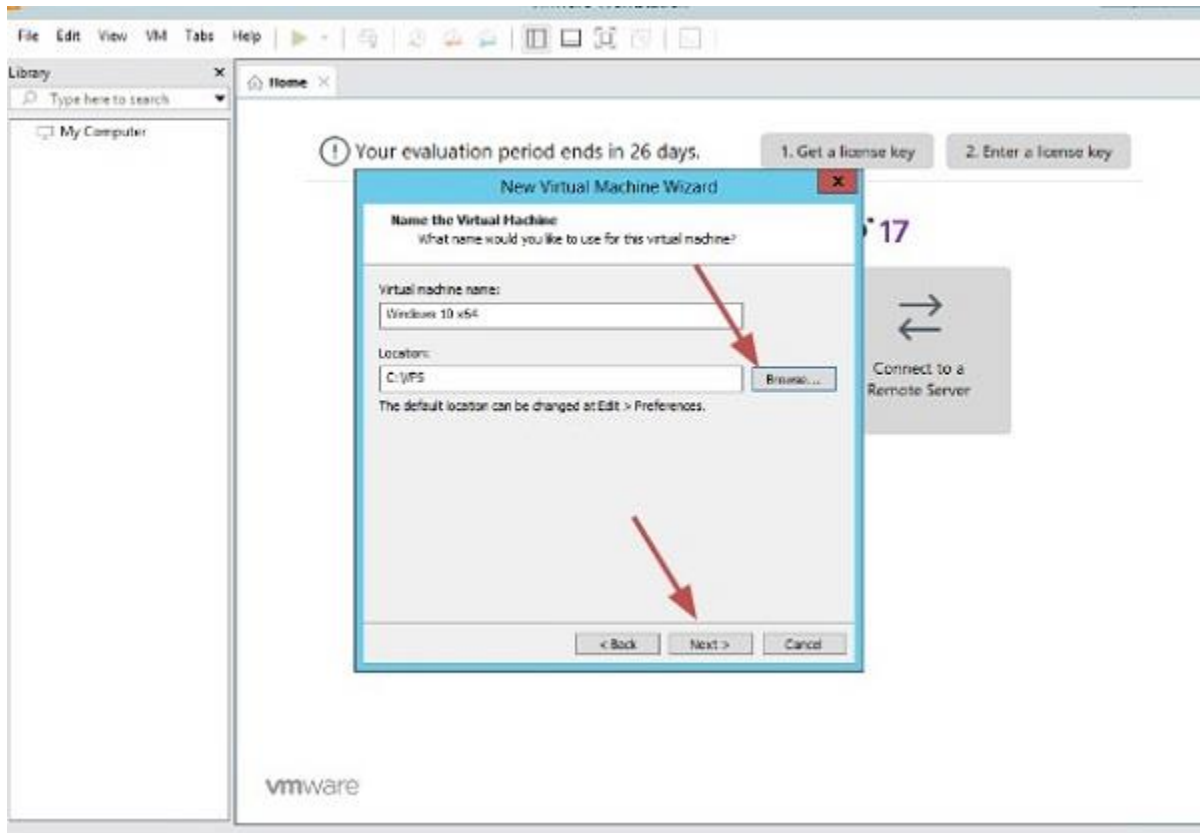 File Edit View VM Tabs Help
Library
Type here to search
Home
My Computer
Your evaluation period ends in 26 days.
1. Get a license key
2. Enter a license key
17
New Virtual Machine Wizard
Name the Virtual Machine
What name would you like to use for this virtual machine?
Virtual machine name:
Windows 10 x64
Location:
Browse...
The default location can be changed at Edit > Preferences.
Connect to a
Remote Server
< Back
Next >
Cancel
vmware